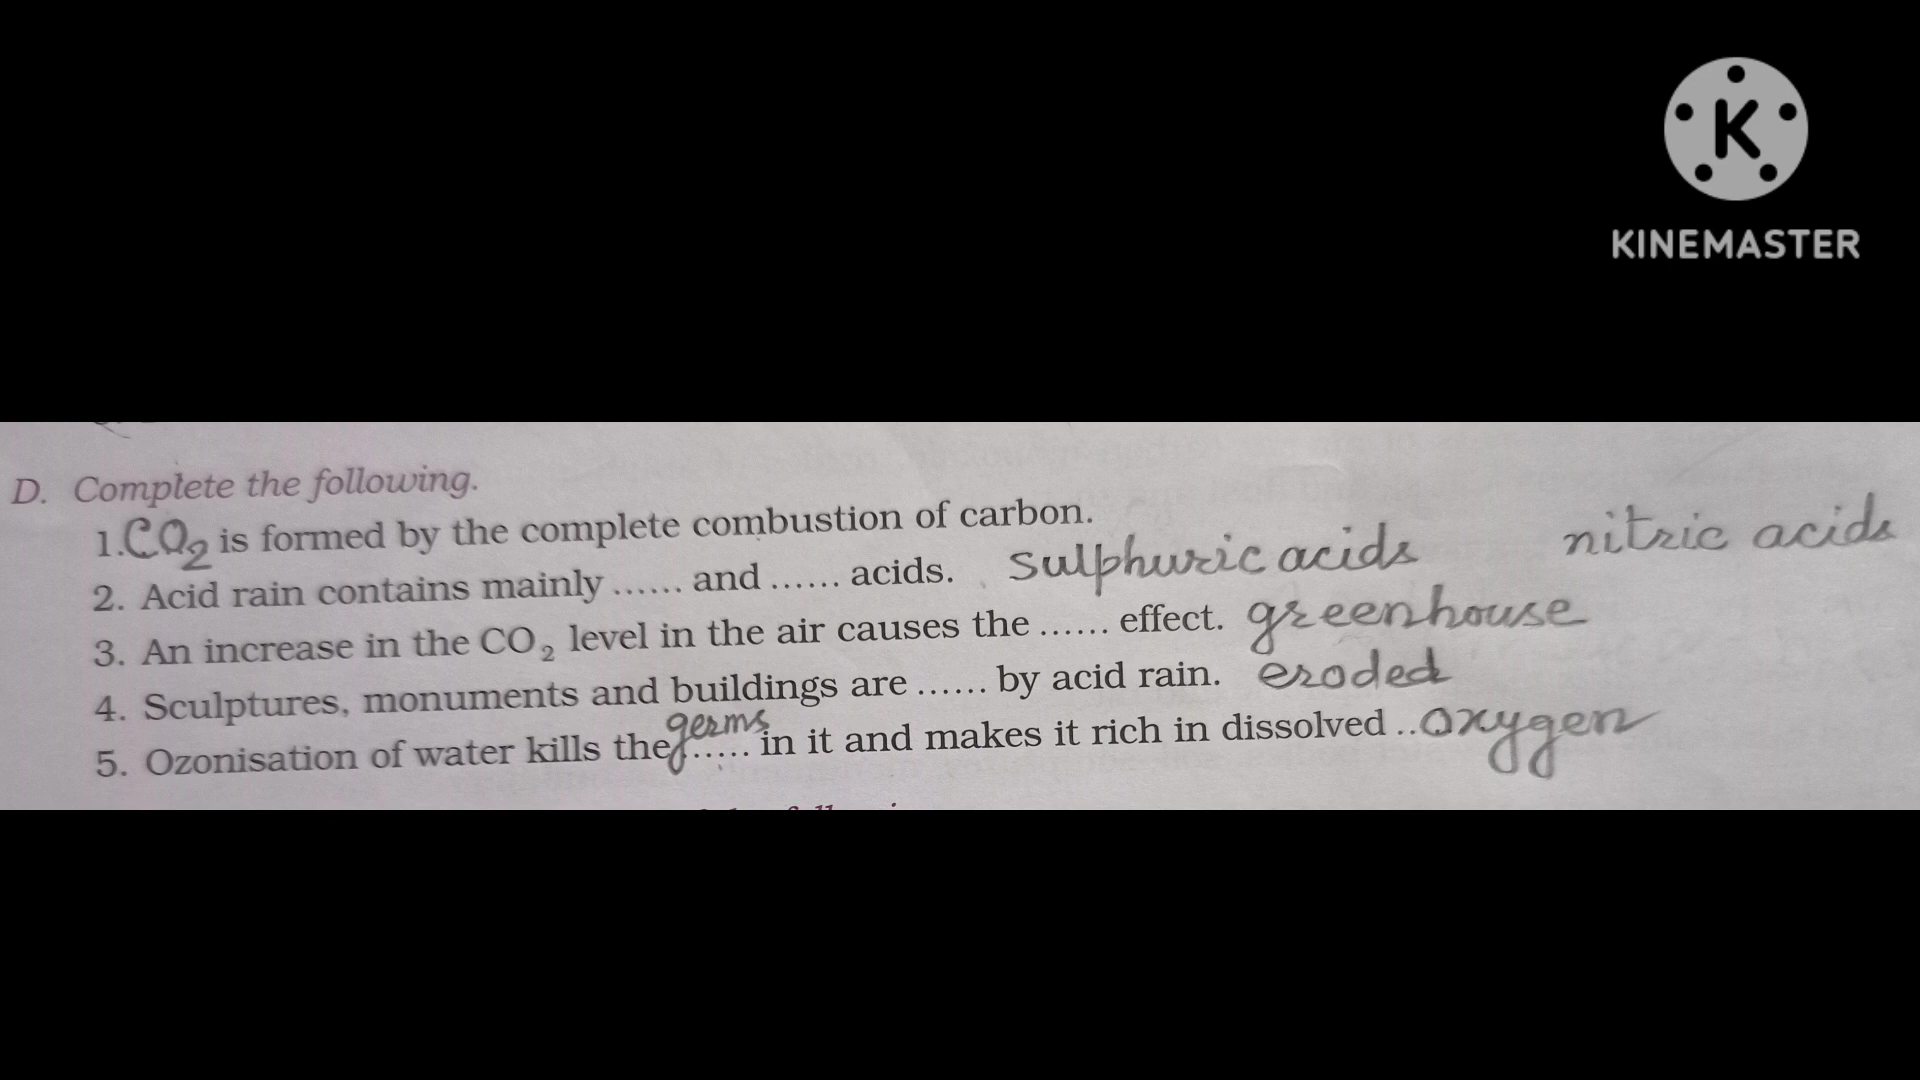 KINEMASTER
D. Complete the following.
1. CO2 is formed by the complete combustion of carbon.
2. Acid rain contains mainly ...... and ...... acids. sulphuric acids nitric acids
3. An increase in the CO2 level in the air causes the ...... effect. greenhouse
4. Sculptures, monuments and buildings are ...... by acid rain. eroded
5. Ozonisation of water kills the germs ...... in it and makes it rich in dissolved .. oxygen